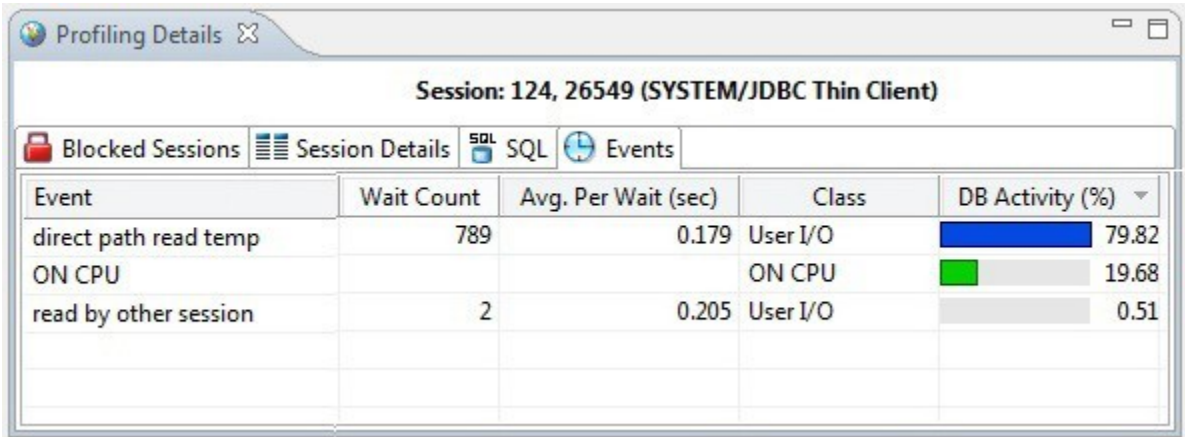 Profiling Details
Session: 124, 26549 (SYSTEM/JDBC Thin Client)
Blocked Sessions Session Details SQL SQL Events
Event Wait Count Avg. Per Wait (sec) Class DB Activity (%)
direct path read temp 789 0.179 User I/O 79.82
ON CPU ON CPU 19.68
read by other session 2 0.205 User I/O 0.51